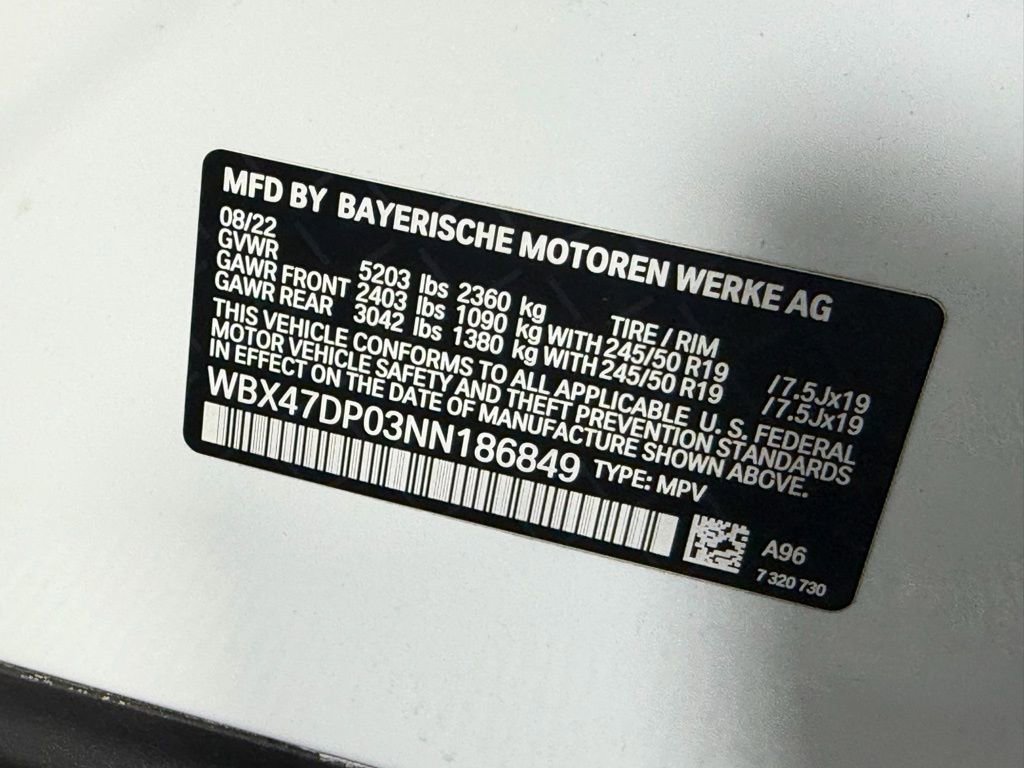 MFD BY BAYERISCHE MOTOREN WERKE AG
08/22
GVWR 5203 lbs 2360 kg TIRE / RIM
GAWR FRONT 2403 lbs 1090 kg WITH 245/50 R19 / 7.5Jx19
GAWR REAR 3042 lbs 1380 kg WITH 245/50 R19 / 7.5Jx19
THIS VEHICLE CONFORMS TO ALL APPLICABLE U. S. FEDERAL
MOTOR VEHICLE SAFETY AND THEFT PREVENTION STANDARDS
IN EFFECT ON THE DATE OF MANUFACTURE SHOWN ABOVE.
WBX47DP03NN186849 TYPE: MPV
A96
7 320 730